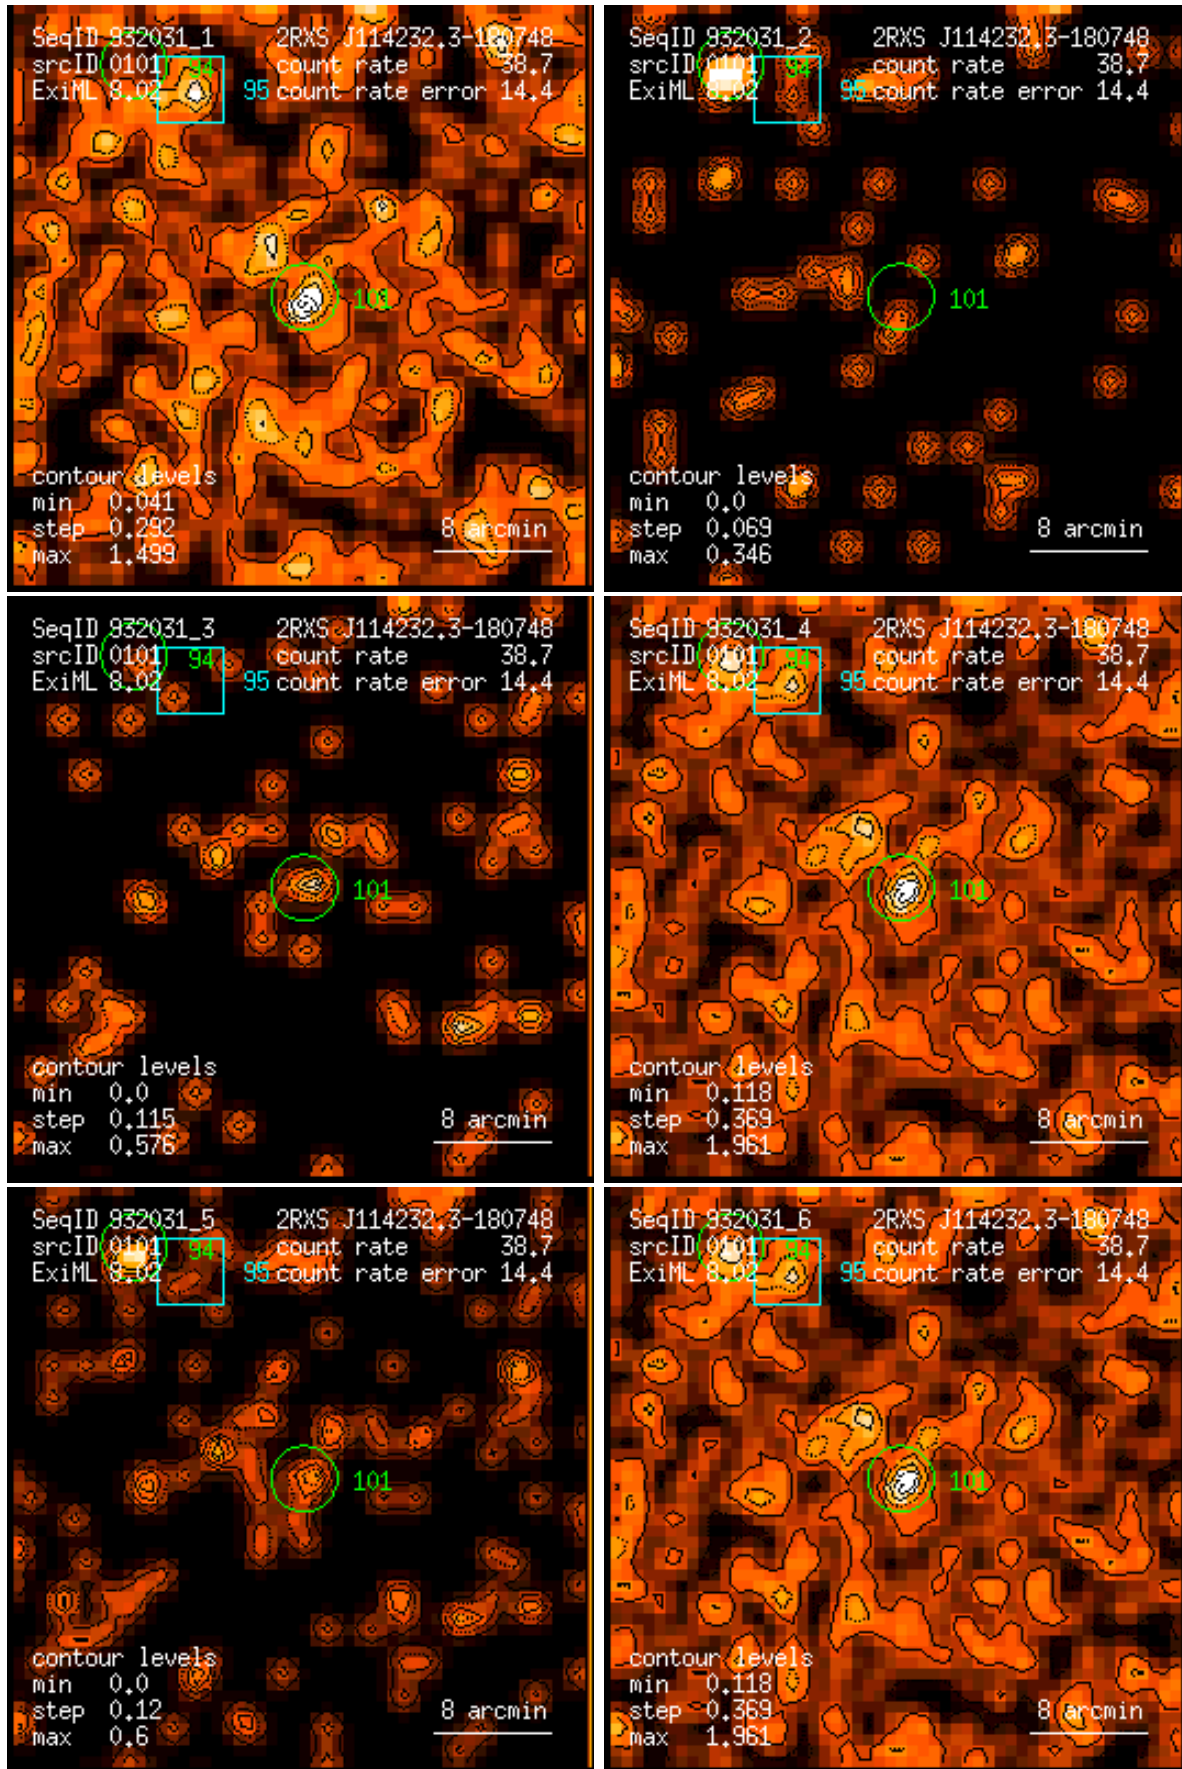 SeqID 932031_1 2RXS J114232.3-180748
srcID 0101 94 count rate 38.7
ExiML 8.02 95 count rate error 14.4
101
contour levels
min 0.041
step 0.292 8 arcmin
max 1.499
SeqID 932031_2 2RXS J114232.3-180748
srcID 0101 94 count rate 38.7
ExiML 8.02 95 count rate error 14.4
101
contour levels
min 0.0
step 0.069 8 arcmin
max 0.346
SeqID 932031_3 2RXS J114232.3-180748
srcID 0101 94 count rate 38.7
ExiML 8.02 95 count rate error 14.4
101
contour levels
min 0.0
step 0.115 8 arcmin
max 0.576
SeqID 932031_4 2RXS J114232.3-180748
srcID 0101 94 count rate 38.7
ExiML 8.02 95 count rate error 14.4
101
contour levels
min 0.118
step 0.369 8 arcmin
max 1.961
SeqID 932031_5 2RXS J114232.3-180748
srcID 0101 94 count rate 38.7
ExiML 8.02 95 count rate error 14.4
101
contour levels
min 0.0
step 0.12 8 arcmin
max 0.6
SeqID 932031_6 2RXS J114232.3-180748
srcID 0101 94 count rate 38.7
ExiML 8.02 95 count rate error 14.4
101
contour levels
min 0.118
step 0.369 8 arcmin
max 1.961